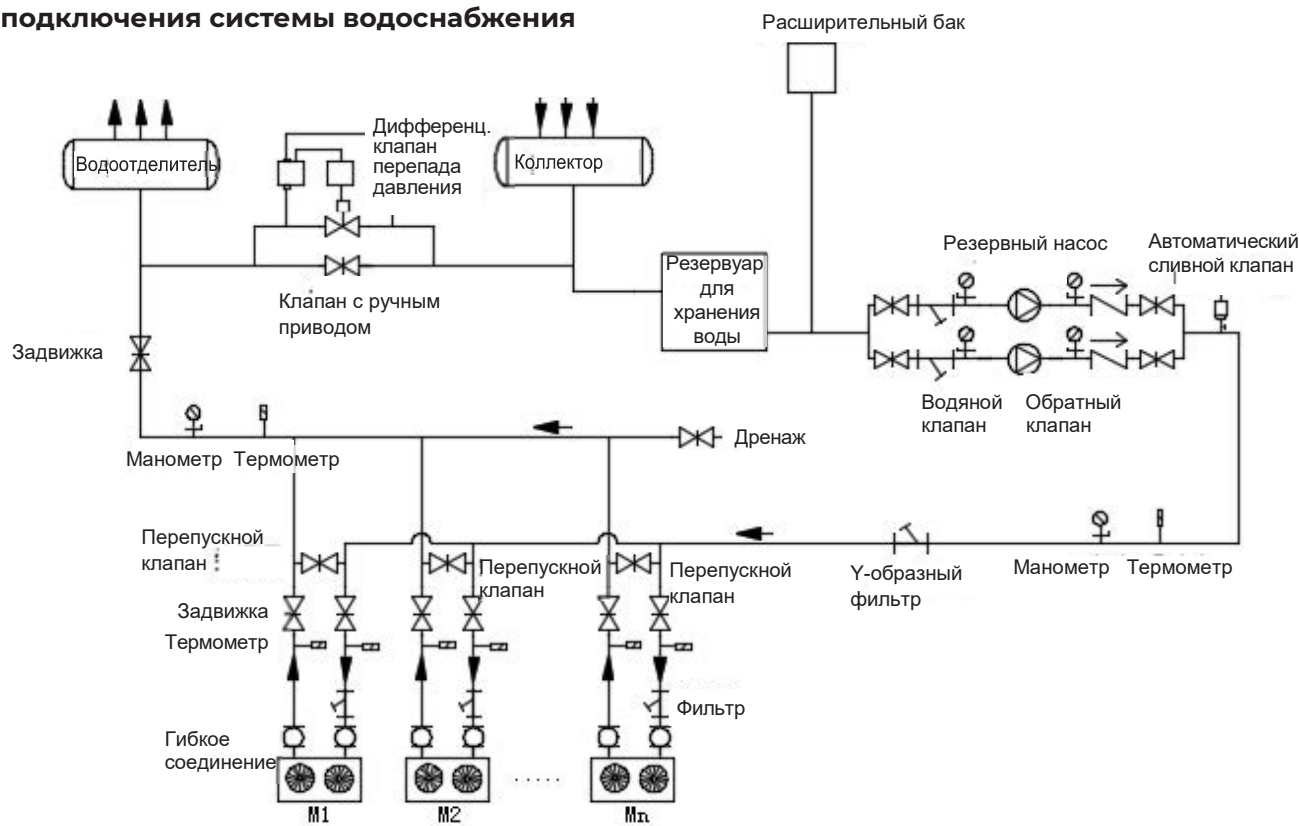 подключения системы водоснабжения
Расширительный бак
Водоотделитель
Дифференц.
клапан
перепада
давления
Коллектор
Резервный насос
Автоматический
сливной клапан
Резервуар
для
хранения
воды
Клапан с ручным
приводом
Задвижка
Водяной
клапан
Обратный
клапан
Дренаж
Манометр
Термометр
Перепускной
клапан
Перепускной
клапан
Перепускной
клапан
Y-образный
фильтр
Манометр
Термометр
Задвижка
Термометр
Фильтр
Гибкое
соединение
.....
M1
M2
Mn